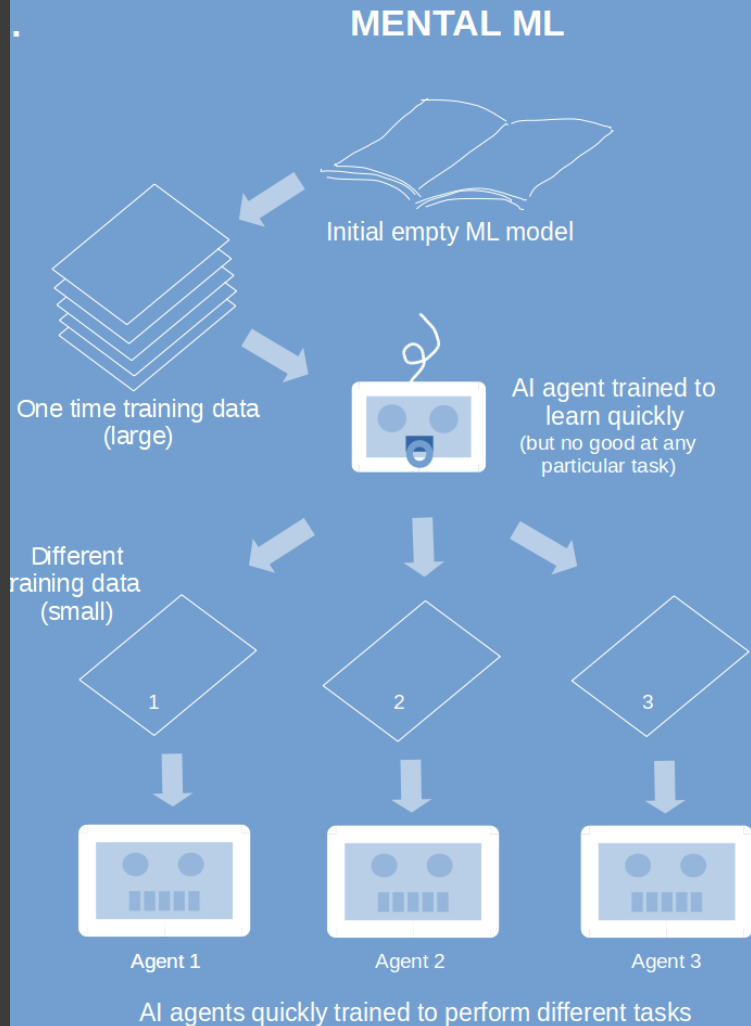 .
MENTAL ML
Initial empty ML model
One time training data
(large)
AI agent trained to
learn quickly
(but no good at any
particular task)
Different
raining data
(small)
1
2
3
Agent 1
Agent 2
Agent 3
AI agents quickly trained to perform different tasks